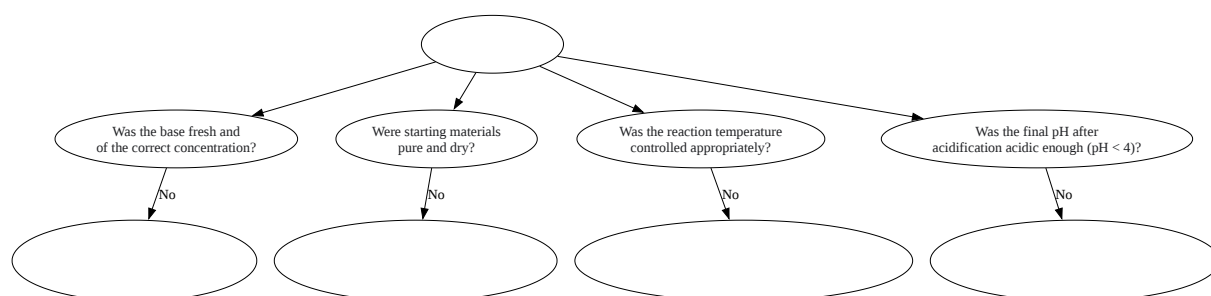 Was the base fresh and
of the correct concentration?
Were starting materials
pure and dry?
Was the reaction temperature
controlled appropriately?
Was the final pH after
acidification acidic enough (pH < 4)?
No
No
No
No